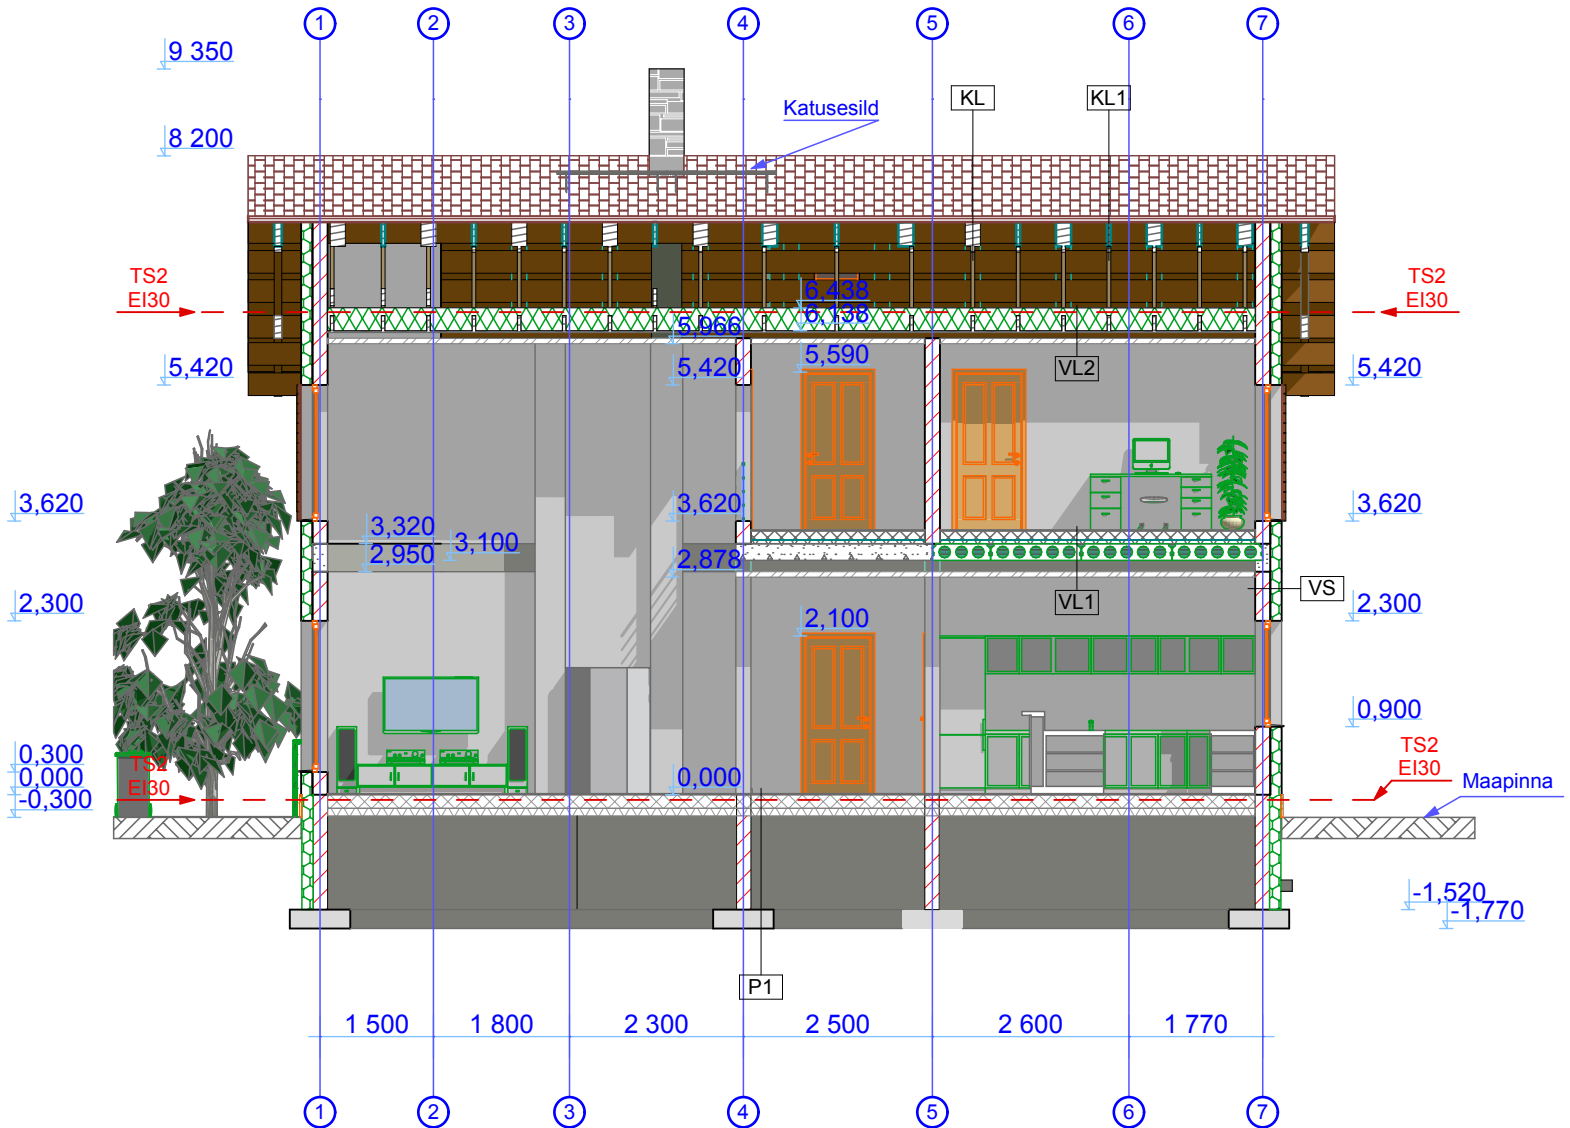 1 2 3 4 5 6 7
9 350
KL KL1
Katusesild
8 200
TS2
EI30
TS2
EI30
6,438
6,138
5,966
5,590
5,420
5,420
5,420
VL2
3,620
3,620
3,620
3,320
3,100
2,950
2,878
VS
VL1
2,300
2,300
2,100
0,900
0,300
0,000
-0,300
TS2
EI30
0,000
TS2
EI30
Maapinna
-1,520
-1,770
P1
1 500 1 800 2 300 2 500 2 600 1 770
1 2 3 4 5 6 7